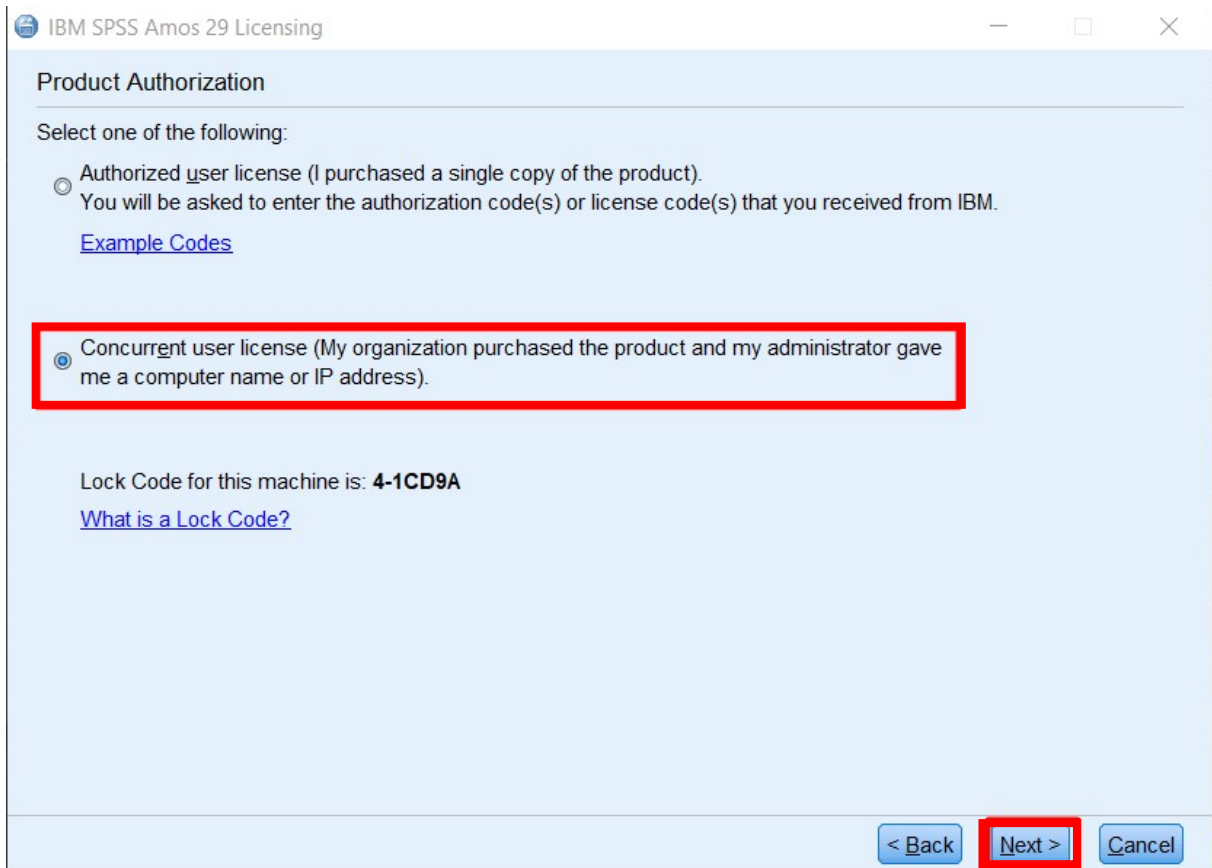 IBM SPSS Amos 29 Licensing
Product Authorization
Select one of the following:
Authorized user license (I purchased a single copy of the product).
You will be asked to enter the authorization code(s) or license code(s) that you received from IBM.
Example Codes
Concurrent user license (My organization purchased the product and my administrator gave
me a computer name or IP address).
Lock Code for this machine is: 4-1CD9A
What is a Lock Code?
< Back Next > Cancel